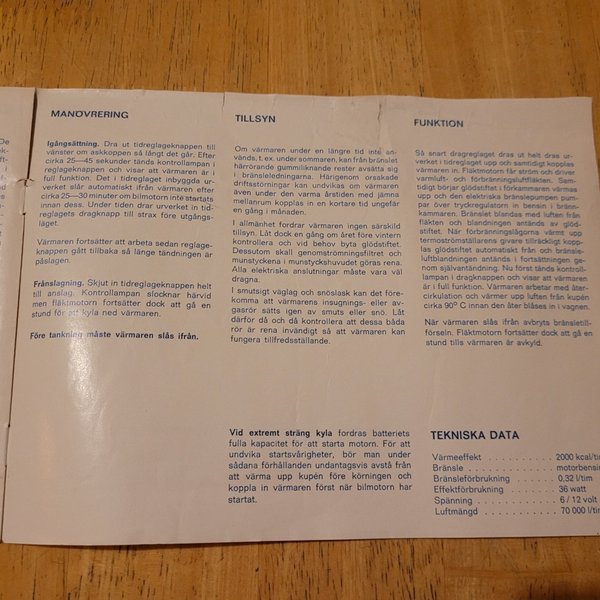 De
MANÖVRERING
Igångsättning. Dra ut tidreglageknappen till
vänster om askkoppen så långt det går. Efter
cirka 25—45 sekunder tänds kontrollampan i
reglageknappen och visar att värmaren är i
full funktion. Det i tidreglaget inbyggda ur-
verket slår automatiskt ifrån värmaren efter
cirka 25—30 minuter om bilmotorn inte startats
innan dess. Under tiden drar urverket in tid-
reglagets dragknapp till strax före utgångs-
läget.
Värmaren fortsätter att arbeta sedan reglage-
knappen gått tillbaka så länge tändningen är
påslagen.
Frånslagning. Skjut in tidreglageknappen helt
till anslag. Kontrollampan slocknar härvid
men fläktmotorn fortsätter dock att gå en
stund för att kyla ned värmaren.
Före tankning måste värmaren slås ifrån.
TILLSYN
Om värmaren under en längre tid inte an-
vänds, t. ex. under sommaren, kan från bränslet
härrörande gummiliknande rester avsätta sig
i bränsleledningarna. Härigenom orsakade
driftsstörningar kan undvikas om värmaren
även under den varma årstiden med jämna
mellanrum kopplas in en kortare tid ungefär
en gång i månaden.
I allmänhet fordrar värmaren ingen särskild
tillsyn. Låt dock en gång om året före vintern
kontrollera och vid behov byta glödstiftet.
Dessutom skall genomströmningsfiltret och
munstyckena i munstyckshuvudet göras rena.
Alla elektriska anslutningar måste vara väl
dragna.
I smutsigt väglag och snöslask kan det före-
komma att värmarens insugnings- eller av-
gasrör sätts igen av smuts eller snö. Låt
därför då och då kontrollera att dessa båda
rör är rena invändigt så att värmaren kan
fungera tillfredsställande.
Vid extremt sträng kyla fordras batteriets
fulla kapacitet för att starta motorn. För att
undvika startsvårigheter, bör man under
sådana förhållanden undantagsvis avstå från
att värma upp kupén före körningen och
koppla in värmaren först när bilmotorn har
startat.
FUNKTION
Så snart dragreglaget dras ut helt dras ur-
verket i tidreglaget upp och samtidigt kopplas
värmaren in. Fläktmotorn får ström och driver
varmluft- och förbränningsluftfläkten. Sam-
tidigt börjar glödstiftet i förkammaren värmas
upp och den elektriska bränslepumpen pum-
par över tryckregulatorn in bensin i bränn-
kammaren. Bränslet blandas med luften från
fläkten och blandningen antänds av glöd-
stiftet. När förbränningslågorna värmt upp
termoströmställarens givare tillräckligt kopp-
las glödstiftet automatiskt från och bränsle-
luftblandningen antänds i fortsättningen ge-
nom självantändning. Nu först tänds kontroll-
lampan i dragknappen och visar att värmaren
är i full funktion. Värmaren arbetar med åter-
cirkulation och värmer upp luften från kupén
cirka 90° C innan den åter blåses in i vagnen.
När värmaren slås ifrån avbryts bränsletill-
förseln. Fläktmotorn fortsätter dock att gå en
stund tills värmaren är avkyld.
TEKNISKA DATA
Värmeeffekt . . . . . . . . . . 2000 kcal/tim
Bränsle . . . . . . . . . . . motorbensin
Bränsleförbrukning . . . . . . 0,32 l/tim
Effektförbrukning . . . . . . . 36 watt
Spänning . . . . . . . . . . . 6 / 12 volt
Luftmängd . . . . . . . . . . 70 000 l/tim